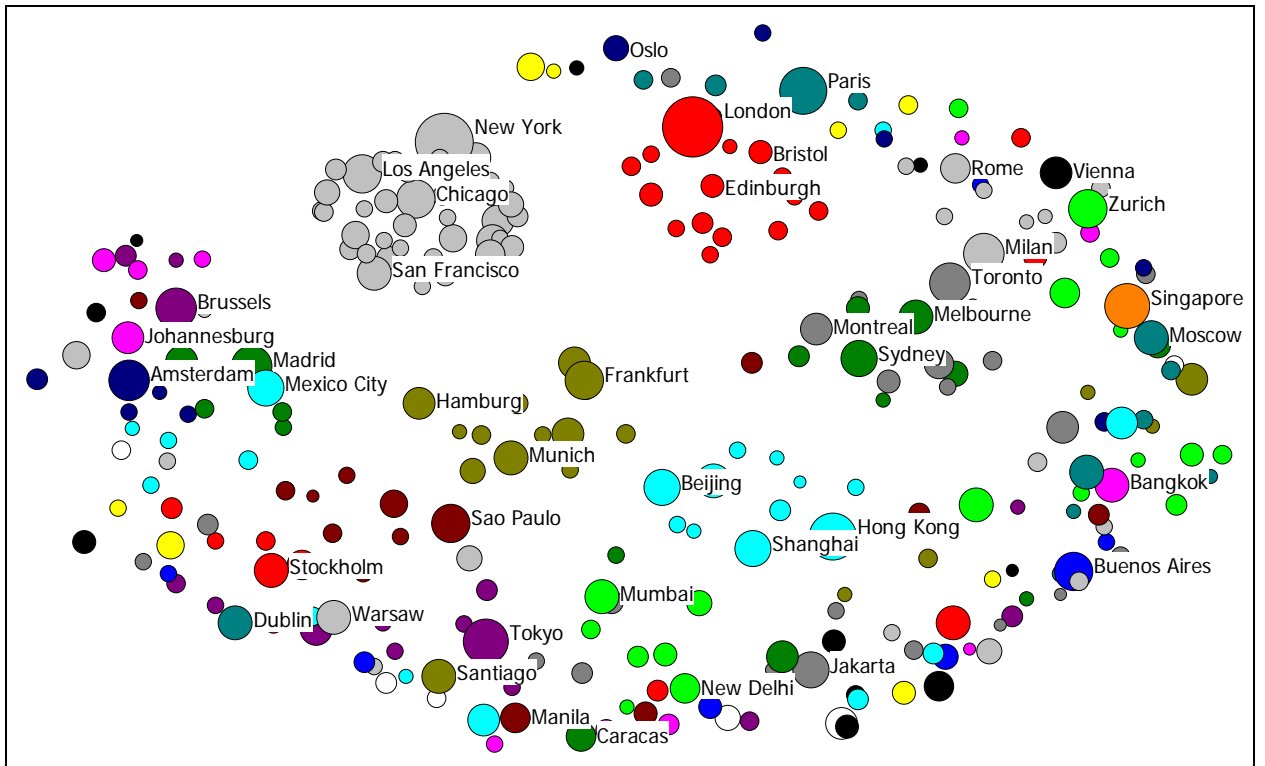 Oslo
Paris
London
New York
Bristol
Los Angeles
Rome
Vienna
Edinburgh
Chicago
Zurich
Milan
San Francisco
Toronto
Brussels
Singapore
Melbourne
Montreal
Johannesburg
Moscow
Sydney
Madrid
Amsterdam
Frankfurt
Mexico City
Hamburg
Munich
Beijing
Bangkok
Sao Paulo
Hong Kong
Shanghai
Stockholm
Buenos Aires
Mumbai
Dublin
Warsaw
Tokyo
Jakarta
Santiago
New Delhi
Manila
Caracas